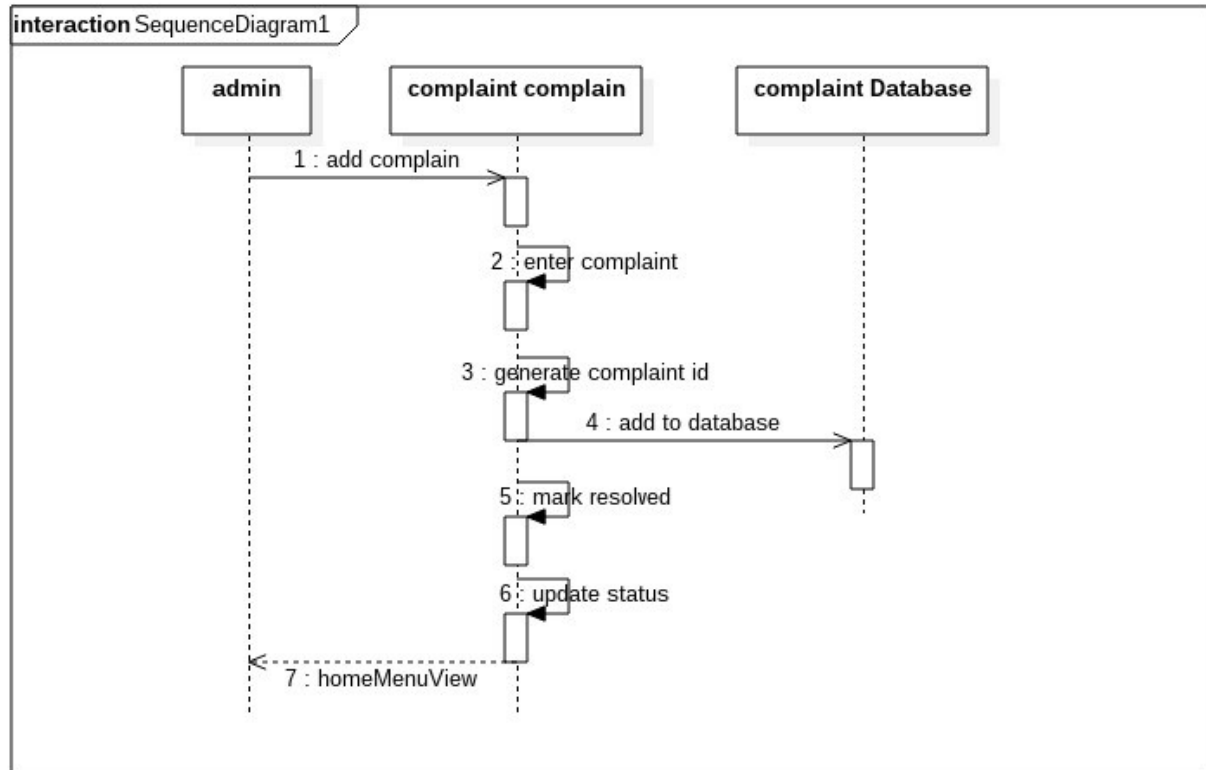 interaction SequenceDiagram1
admin
complaint complain
complaint Database
1 : add complain
2 : enter complaint
3 : generate complaint id
4 : add to database
5 : mark resolved
6 : update status
7 : homeMenuView